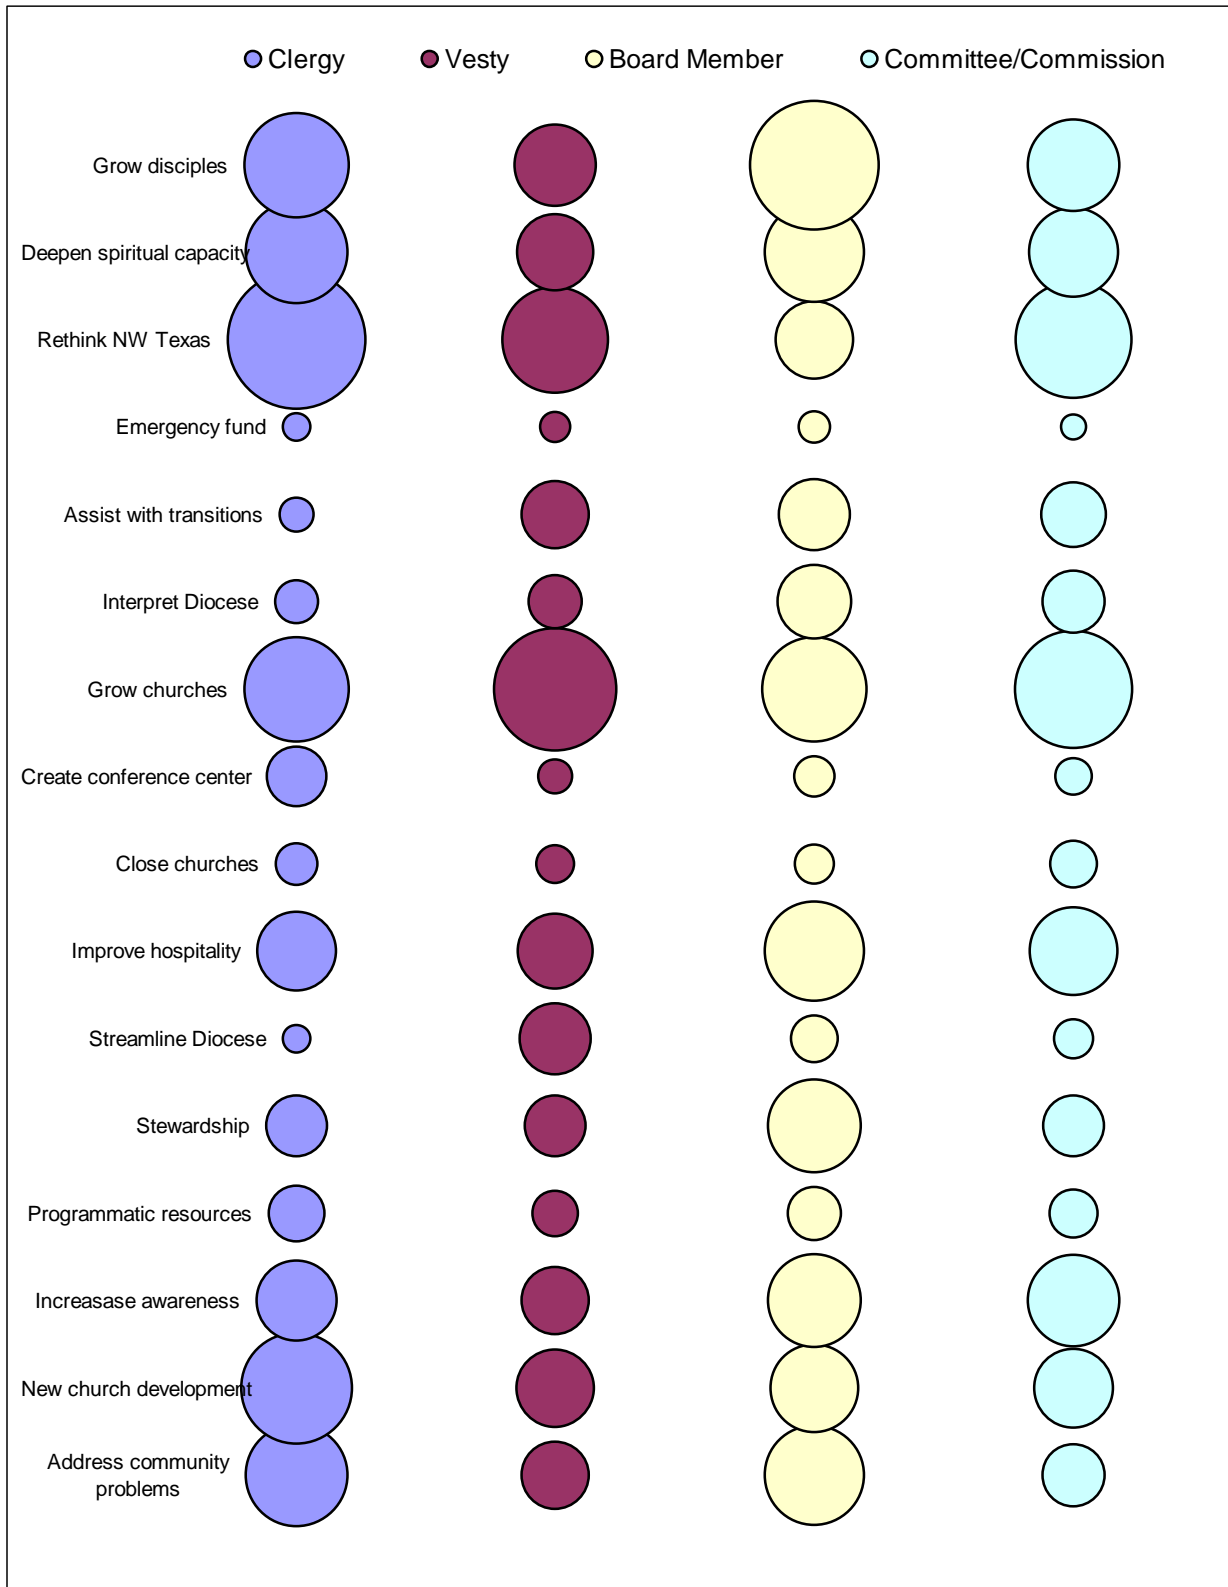 Clergy Vesty Board Member Committee/Commission
Grow disciples
Deepen spiritual capacity
Rethink NW Texas
Emergency fund
Assist with transitions
Interpret Diocese
Grow churches
Create conference center
Close churches
Improve hospitality
Streamline Diocese
Stewardship
Programmatic resources
Increasase awareness
New church development
Address community
problems